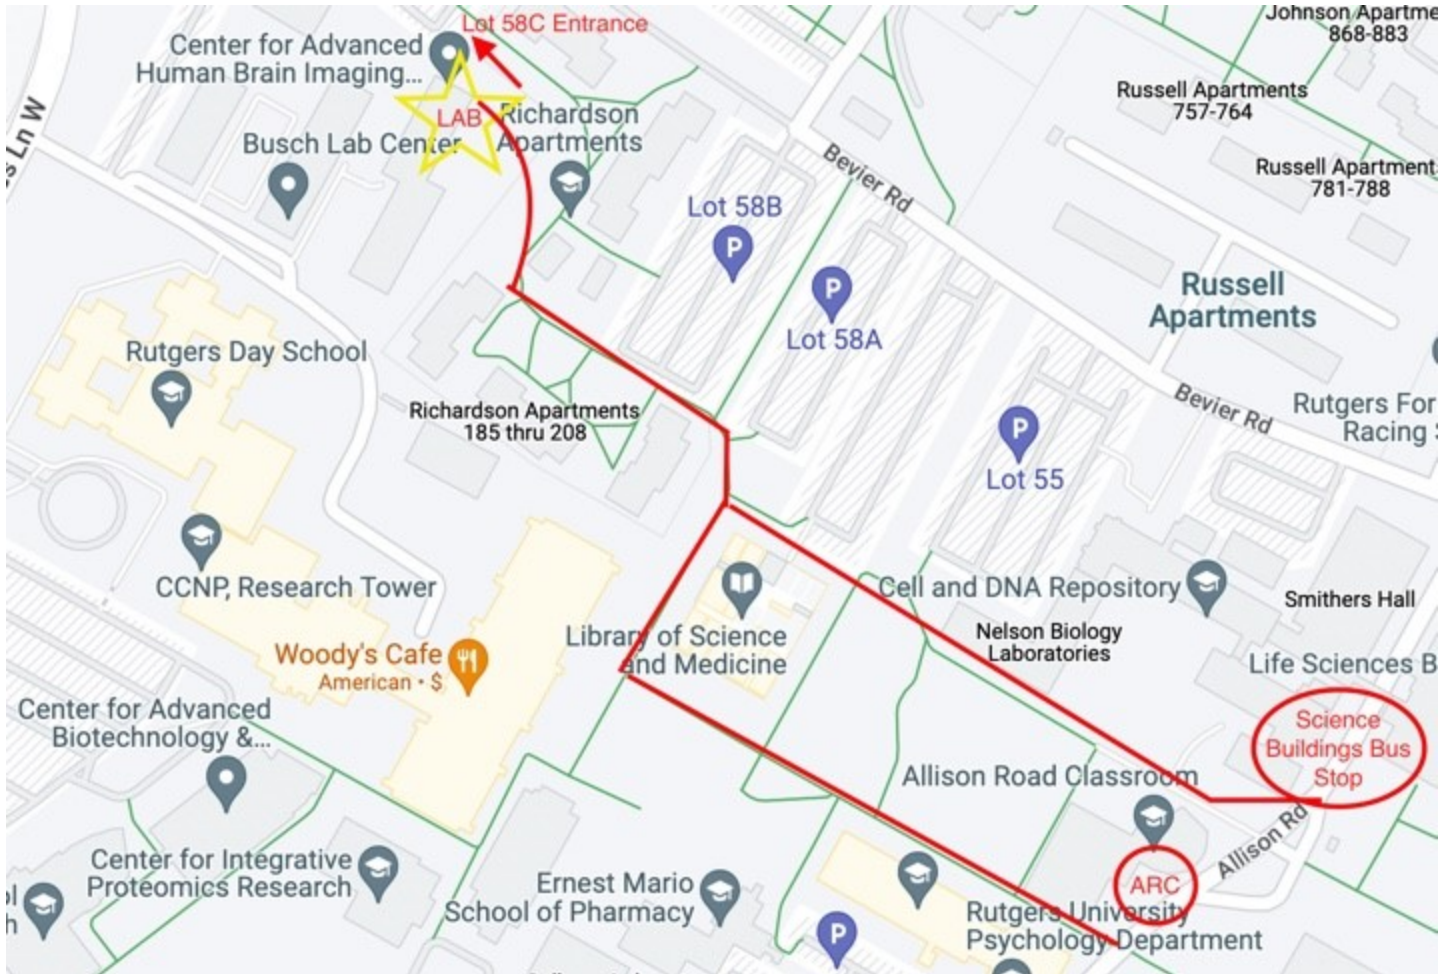 Lot 58C Entrance
Johnson Apartme
868-883
Center for Advanced
Human Brain Imaging...
Russell Apartments
757-764
LAB
Richardson
Apartments
Busch Lab Center
es Ln W
Bevier Rd
Russell Apartment
781-788
Lot 58B
P
P
Lot 58A
Russell
Apartments
Rutgers Day School
Richardson Apartments
185 thru 208
Bevier Rd
Rutgers For
Racing S
P
Lot 55
CCNP, Research Tower
Cell and DNA Repository
Smithers Hall
Library of Science
and Medicine
Nelson Biology
Laboratories
Life Sciences B
Woody's Cafe
American • $
Center for Advanced
Biotechnology &...
Science
Buildings Bus
Stop
Allison Road Classroom
Allison Rd
Center for Integrative
Proteomics Research
Ernest Mario
School of Pharmacy
ARC
Rutgers University
Psychology Department
P
ol
h